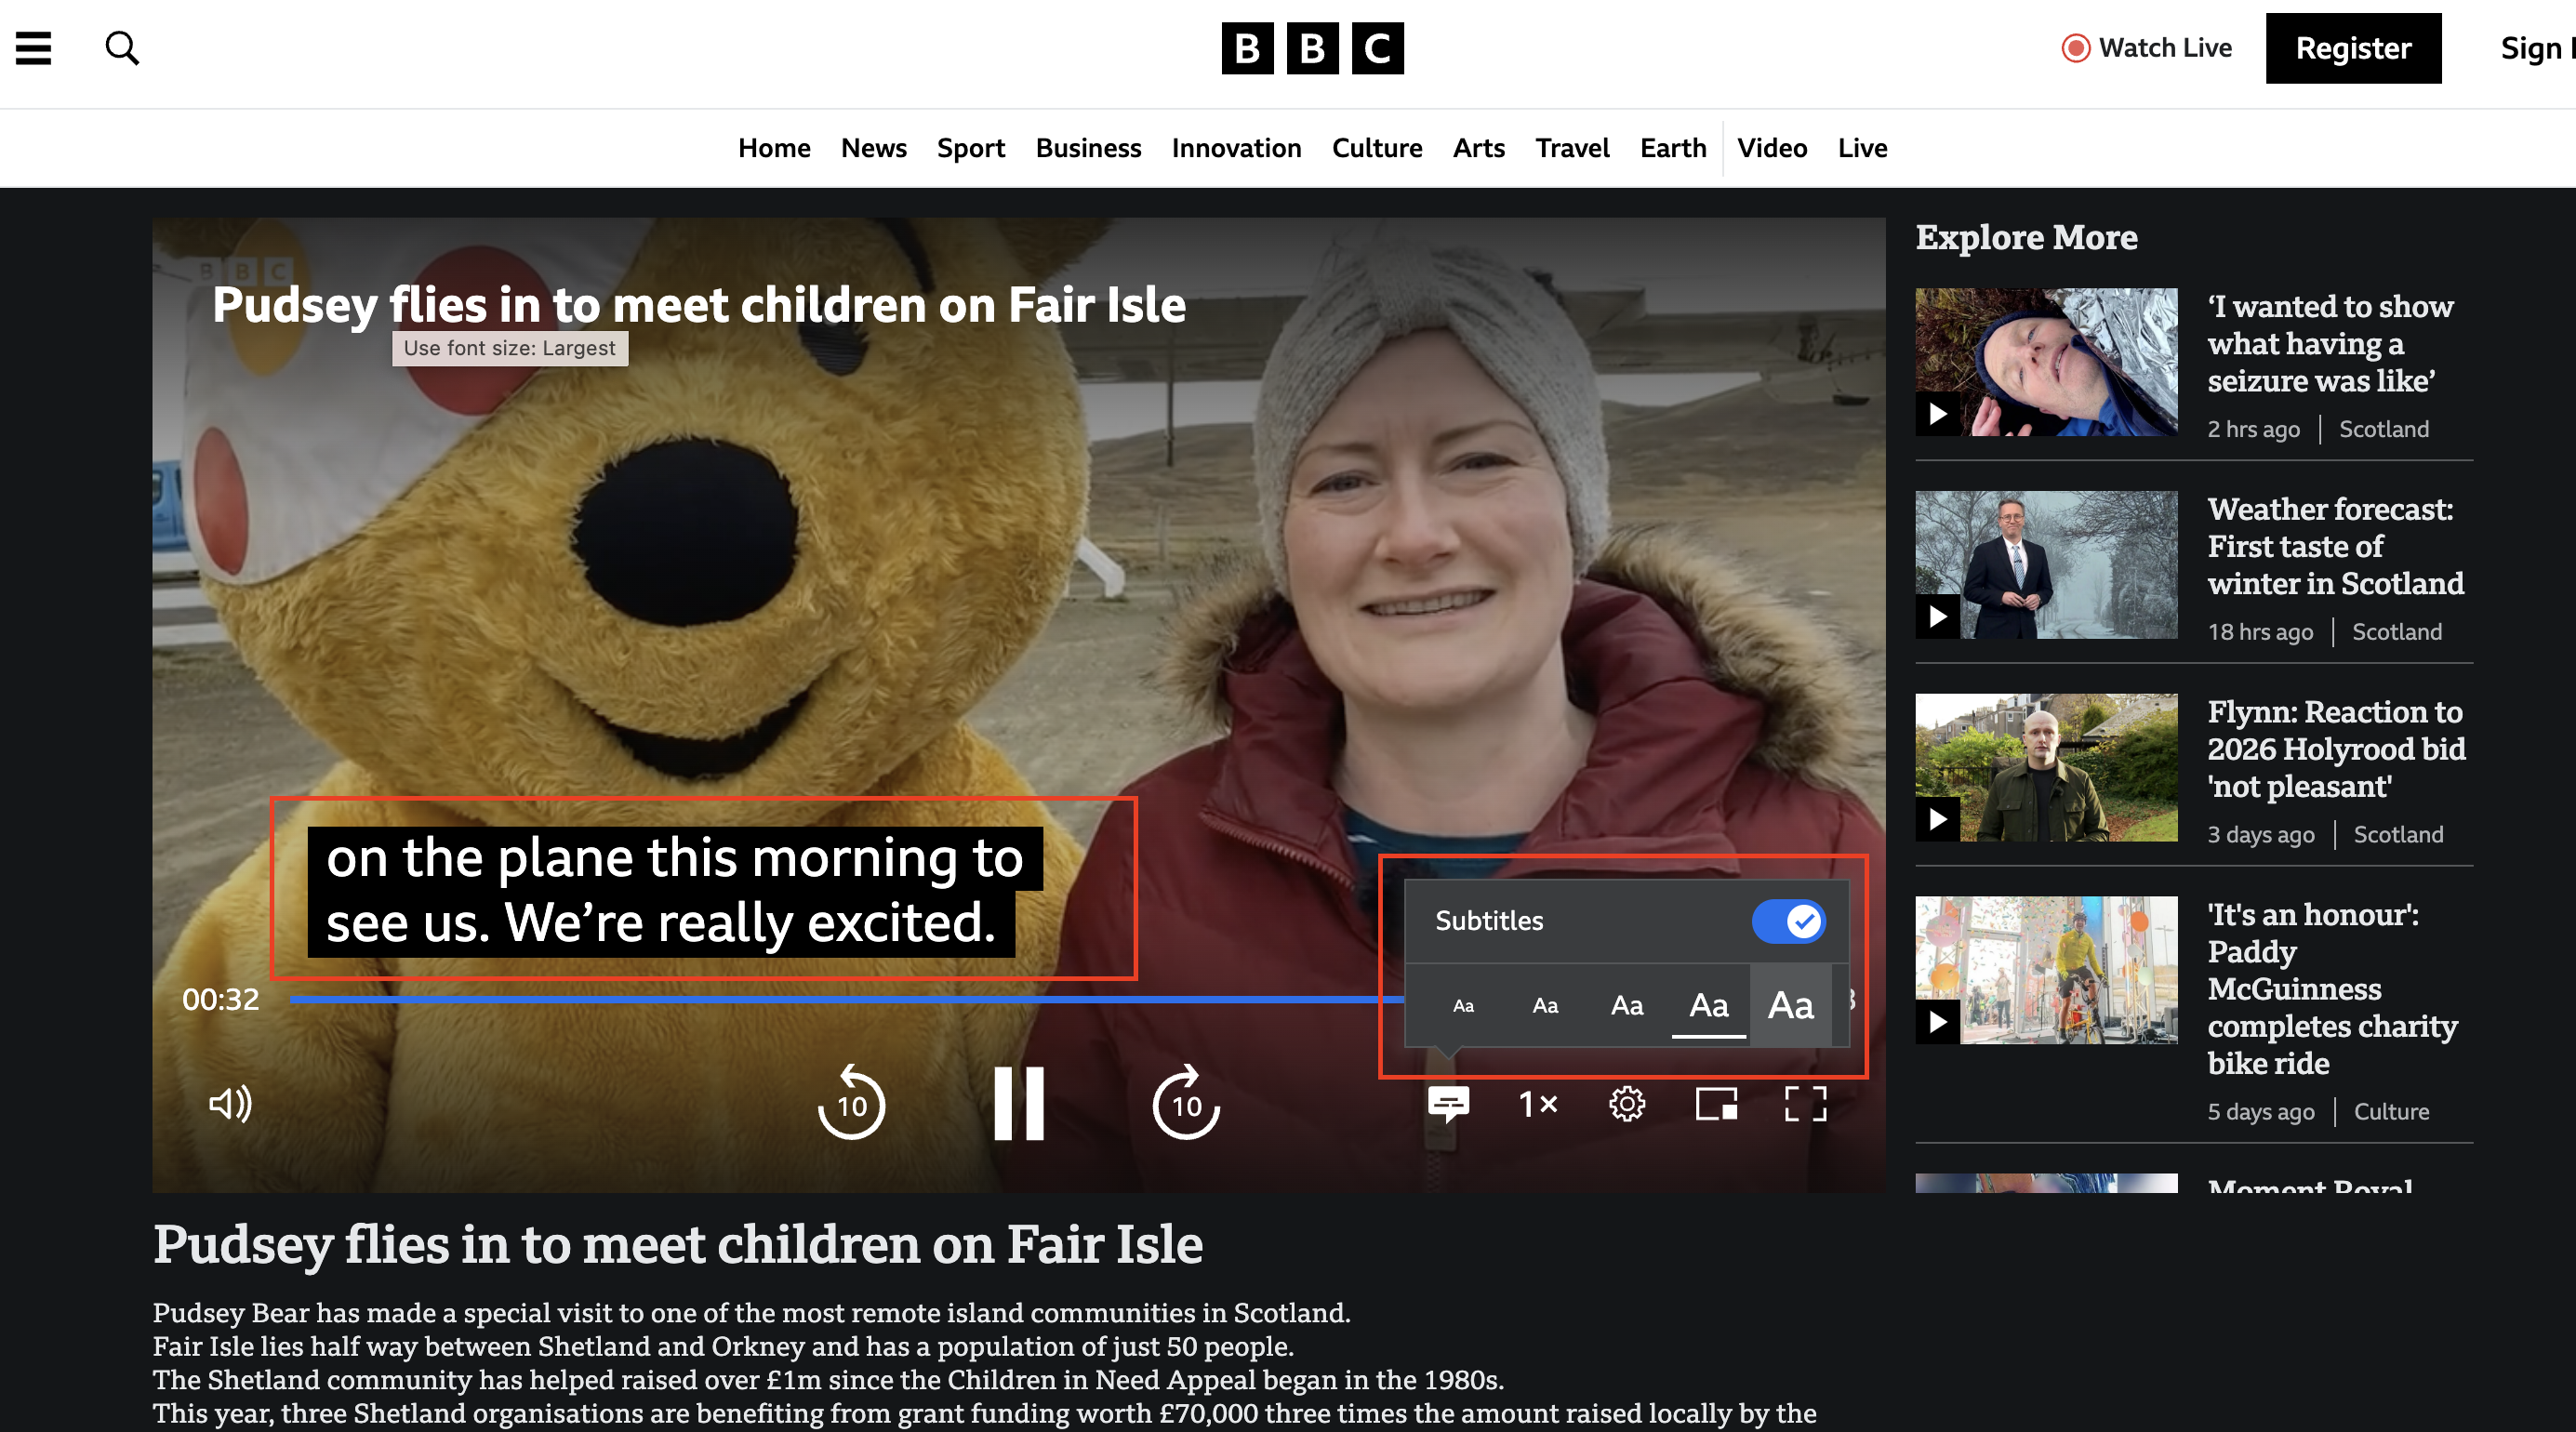 BBC
Watch Live
Register
Sign
Home News Sport Business Innovation Culture Arts Travel Earth Video Live
BBC
Pudsey flies in to meet children on Fair Isle
Use font size: Largest
on the plane this morning to
see us. We’re really excited.
Subtitles
Aa Aa Aa Aa Aa
00:32
10
10
1×
Explore More
‘I wanted to show
what having a
seizure was like’
2 hrs ago | Scotland
Weather forecast:
First taste of
winter in Scotland
18 hrs ago | Scotland
Flynn: Reaction to
2026 Holyrood bid
'not pleasant'
3 days ago | Scotland
'It's an honour':
Paddy
McGuinness
completes charity
bike ride
5 days ago | Culture
Moment Royal
Pudsey flies in to meet children on Fair Isle
Pudsey Bear has made a special visit to one of the most remote island communities in Scotland.
Fair Isle lies half way between Shetland and Orkney and has a population of just 50 people.
The Shetland community has helped raised over £1m since the Children in Need Appeal began in the 1980s.
This year, three Shetland organisations are benefiting from grant funding worth £70,000 three times the amount raised locally by the